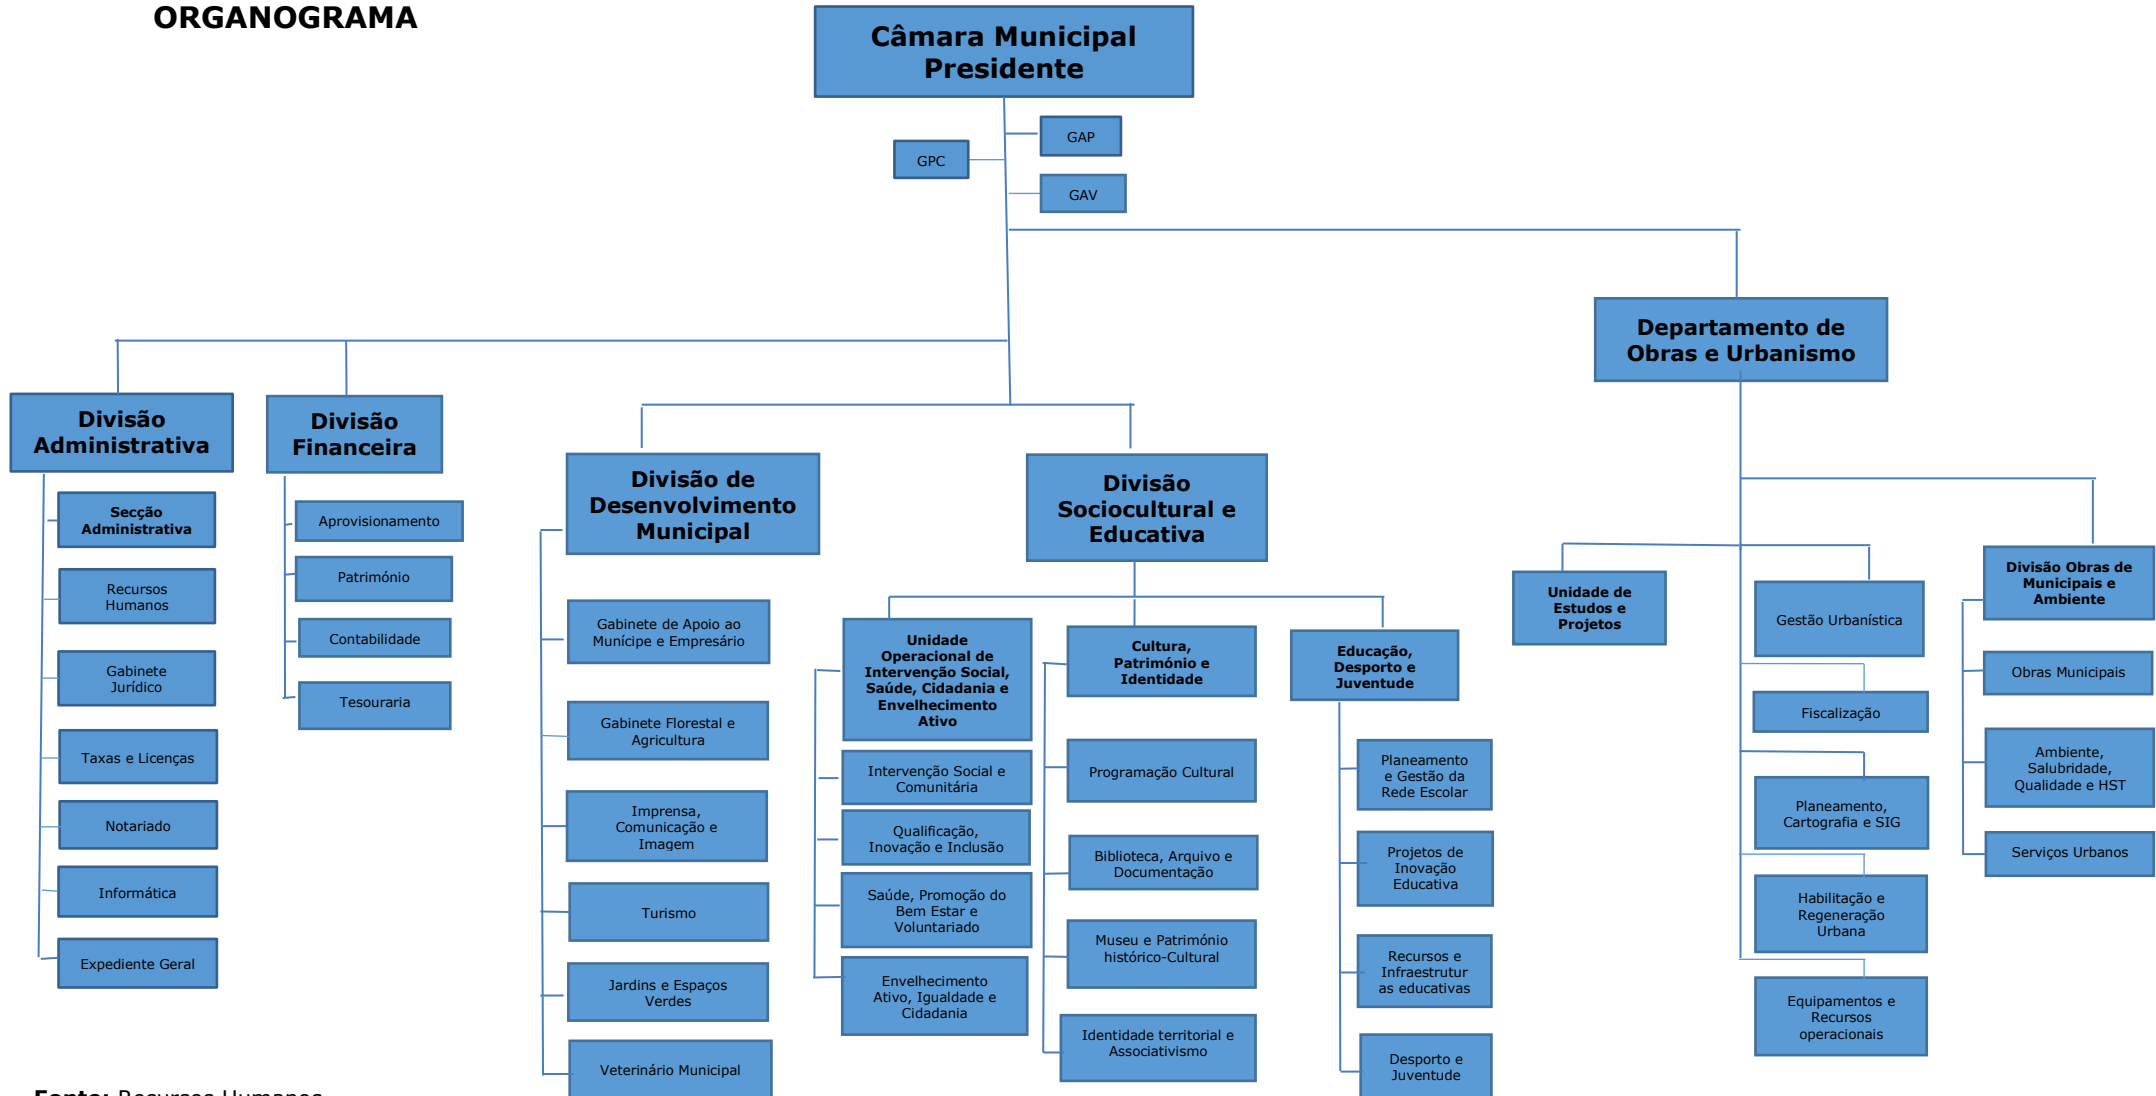 ORGANOGRAMA
Câmara Municipal
Presidente
GAP
GPC
GAV
Departamento de
Obras e Urbanismo
Divisão
Administrativa
Secção
Administrativa
Recursos
Humanos
Gabinete
Jurídico
Taxas e Licenças
Notariado
Informática
Expediente Geral
Divisão
Financeira
Aprovisionamento
Património
Contabilidade
Tesouraria
Divisão de
Desenvolvimento
Municipal
Gabinete de Apoio ao
Munícipe e Empresário
Gabinete Florestal e
Agricultura
Imprensa,
Comunicação e
Imagem
Turismo
Jardins e Espaços
Verdes
Veterinário Municipal
Divisão
Sociocultural e
Educativa
Unidade
Operacional de
Intervenção Social,
Saúde, Cidadania e
Envelhecimento
Ativo
Intervenção Social e
Comunitária
Qualificação,
Inovação e Inclusão
Saúde, Promoção do
Bem Estar e
Voluntariado
Envelhecimento
Ativo, Igualdade e
Cidadania
Cultura,
Património e
Identidade
Programação Cultural
Biblioteca, Arquivo e
Documentação
Museu e Património
histórico-Cultural
Identidade territorial e
Associativismo
Educação,
Desporto e
Juventude
Planeamento
e Gestão da
Rede Escolar
Projetos de
Inovação
Educativa
Recursos e
Infraestrutur
as educativas
Desporto e
Juventude
Unidade de
Estudos e
Projetos
Gestão Urbanística
Fiscalização
Planeamento,
Cartografia e SIG
Habilitação e
Regeneração
Urbana
Equipamentos e
Recursos
operacionais
Divisão Obras de
Municipais e
Ambiente
Obras Municipais
Ambiente,
Salubridade,
Qualidade e HST
Serviços Urbanos
Fonte: Recursos Humanos